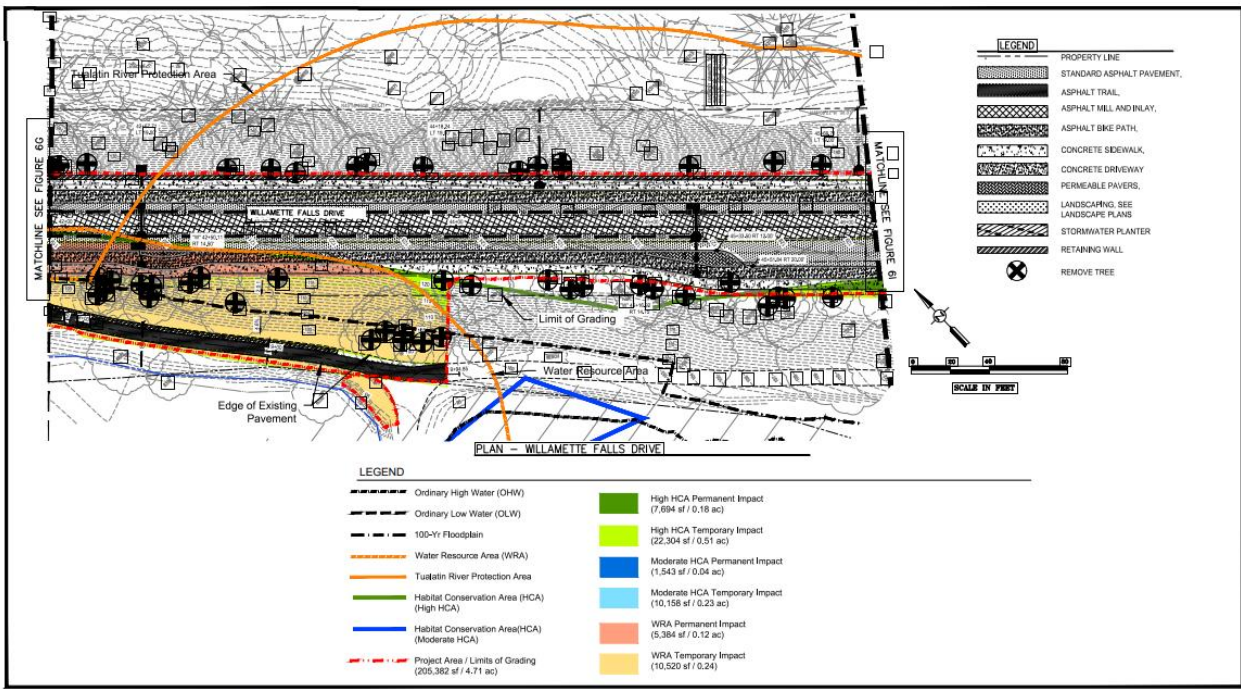 Tualatin River Protection Area
MATCHLINE SEE FIGURE 6G
WILLAMETTE FALLS DRIVE
MATCHLINE SEE FIGURE 6I
Limit of Grading
Water Resource Area
Edge of Existing
Pavement
PLAN – WILLAMETTE FALLS DRIVE
LEGEND
PROPERTY LINE
STANDARD ASPHALT PAVEMENT,
ASPHALT TRAIL,
ASPHALT MILL AND INLAY,
ASPHALT BIKE PATH,
CONCRETE SIDEWALK,
CONCRETE DRIVEWAY
PERMEABLE PAVERS,
LANDSCAPING, SEE
LANDSCAPE PLANS
STORMWATER PLANTER
RETAINING WALL
REMOVE TREE
0 20 40 80
SCALE IN FEET
LEGEND
Ordinary High Water (OHW)
Ordinary Low Water (OLW)
100-Yr Floodplain
Water Resource Area (WRA)
Tualatin River Protection Area
Habitat Conservation Area (HCA)
(High HCA)
Habitat Conservation Area(HCA)
(Moderate HCA)
Project Area / Limits of Grading
(205,382 sf / 4.71 ac)
High HCA Permanent Impact
(7,694 sf / 0.18 ac)
High HCA Temporary Impact
(22,304 sf / 0.51 ac)
Moderate HCA Permanent Impact
(1,543 sf / 0.04 ac)
Moderate HCA Temporary Impact
(10,158 sf / 0.23 ac)
WRA Permanent Impact
(5,384 sf / 0.12 ac)
WRA Temporary Impact
(10,520 sf / 0.24)